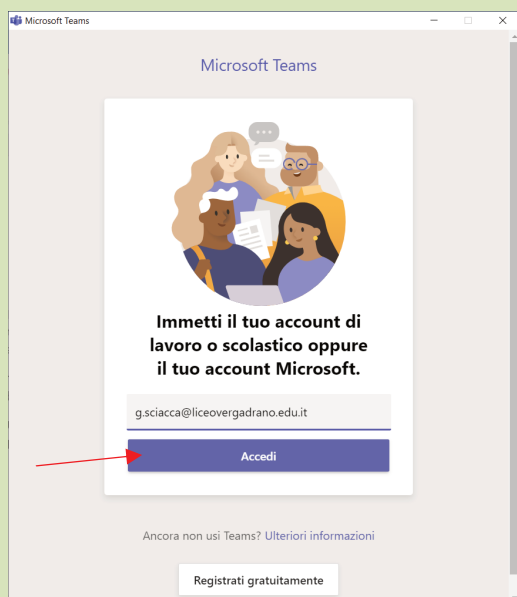 Microsoft Teams
Microsoft Teams
Immetti il tuo account di
lavoro o scolastico oppure
il tuo account Microsoft.
g.sciacca@liceovergadrano.edu.it
Accedi
Ancora non usi Teams? Ulteriori informazioni
Registrati gratuitamente